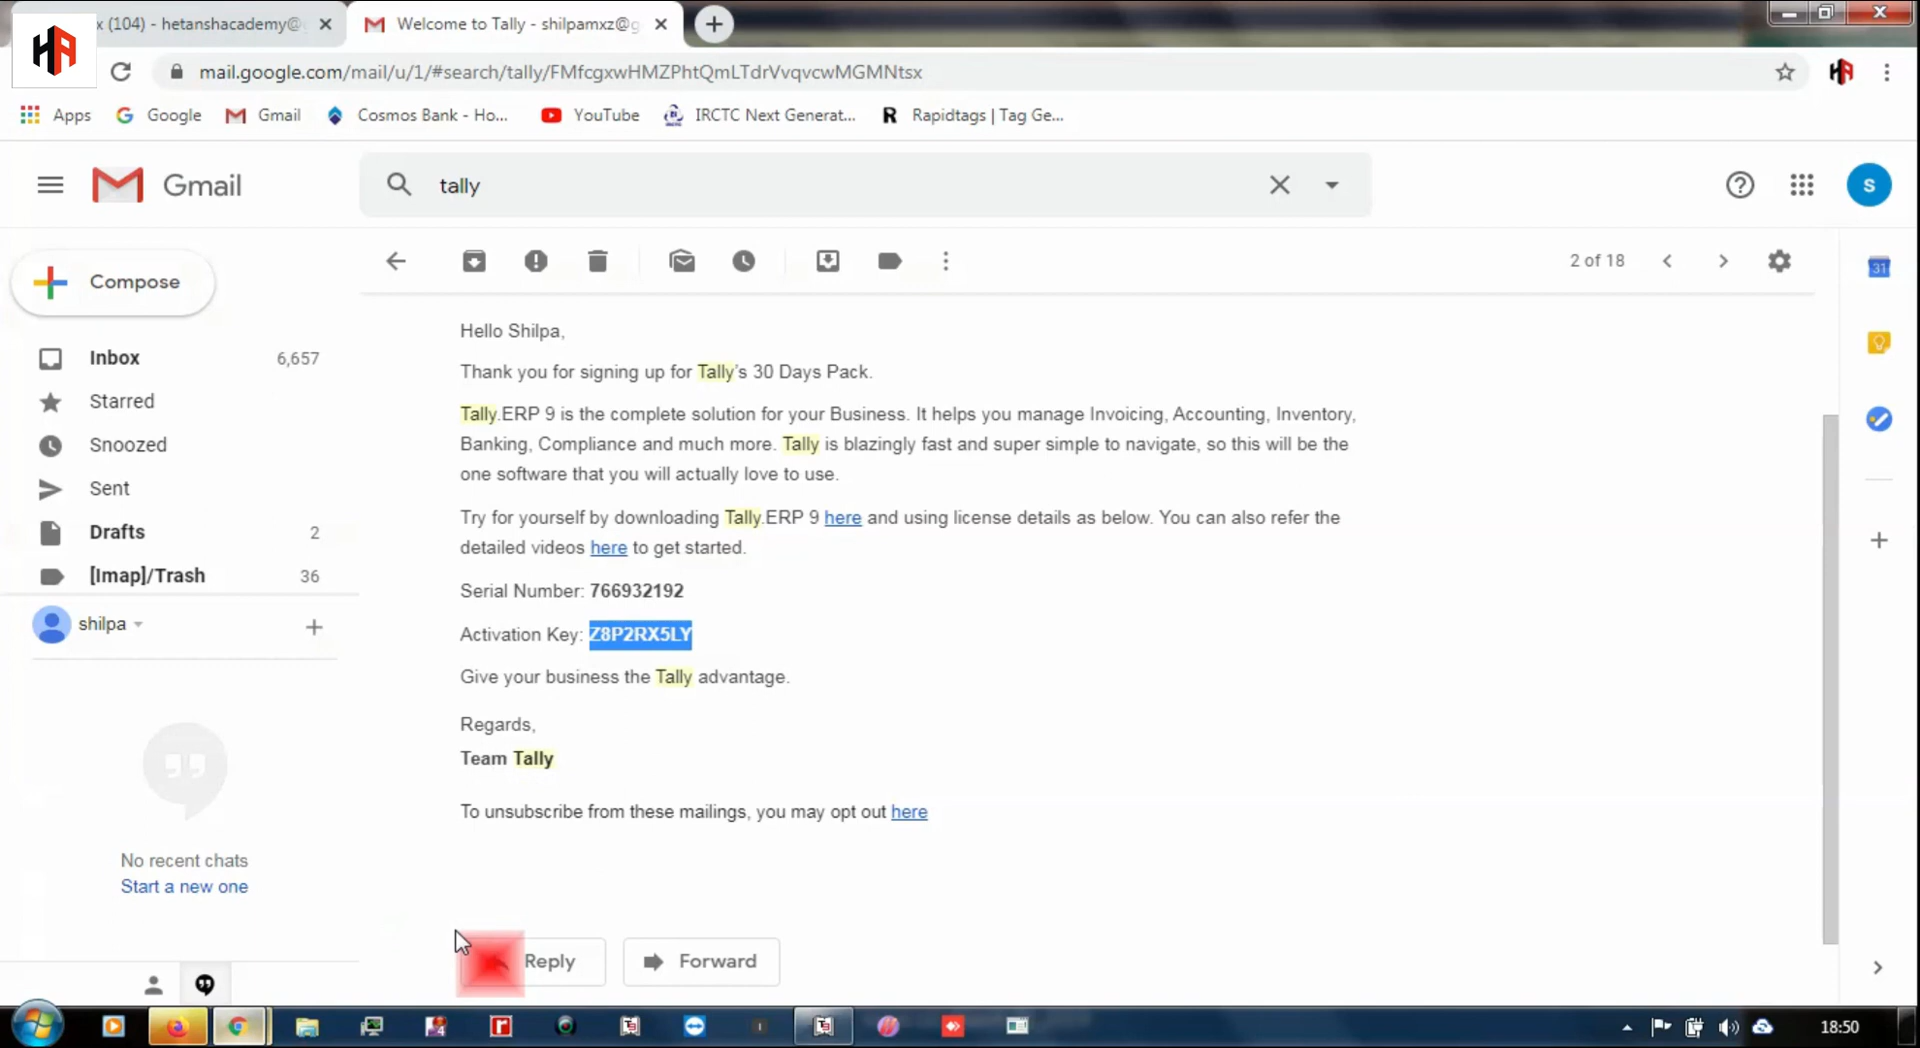 x (104) - hetanshacademy@
Welcome to Tally - shilpamxz@g
HA
mail.google.com/mail/u/1/#search/tally/FMfcgxwHMZPhtQmLTdrVvqvcwMGMNtsx
HA
Apps
Google
Gmail
Cosmos Bank - Ho...
YouTube
IRCTC Next Generat...
R
Rapidtags | Tag Ge...
Gmail
tally
s
Compose
2 of 18
31
Inbox 6,657
Starred
Snoozed
Sent
Drafts 2
[Imap]/Trash 36
shilpa
No recent chats
Start a new one
Hello Shilpa,
Thank you for signing up for Tally's 30 Days Pack.
Tally.ERP 9 is the complete solution for your Business. It helps you manage Invoicing, Accounting, Inventory,
Banking, Compliance and much more. Tally is blazingly fast and super simple to navigate, so this will be the
one software that you will actually love to use.
Try for yourself by downloading Tally.ERP 9 here and using license details as below. You can also refer the
detailed videos here to get started.
Serial Number: 766932192
Activation Key: Z8P2RX5LY
Give your business the Tally advantage.
Regards,
Team Tally
To unsubscribe from these mailings, you may opt out here
Reply
Forward
18:50